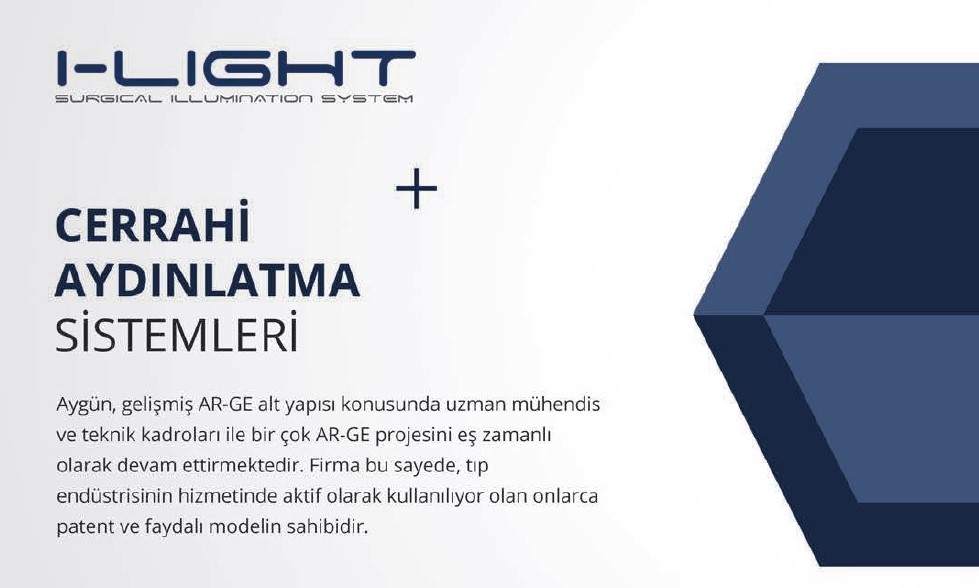 I-LIGHT
SURGICAL ILLUMINATION SYSTEM
CERRAHİ
AYDINLATMA
SİSTEMLERİ
Aygün, gelişmiş AR-GE alt yapısı konusunda uzman mühendis
ve teknik kadroları ile bir çok AR-GE projesini eş zamanlı
olarak devam ettirmektedir. Firma bu sayede, tıp
endüstrisinin hizmetinde aktif olarak kullanılıyor olan onlarca
patent ve faydalı modelin sahibidir.